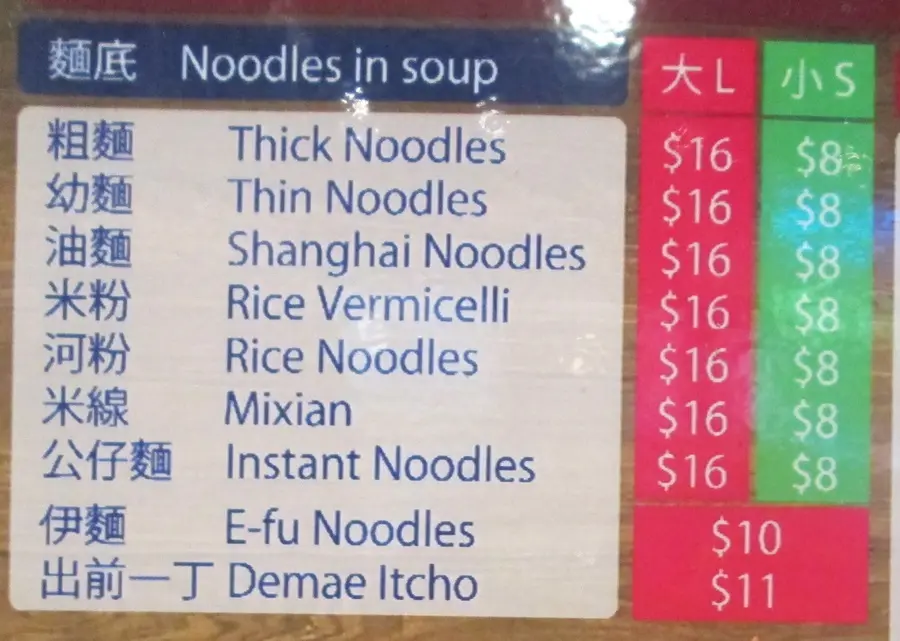 麵底 Noodles in soup 大 L 小 S
粗麵 Thick Noodles $16 $8
幼麵 Thin Noodles $16 $8
油麵 Shanghai Noodles $16 $8
米粉 Rice Vermicelli $16 $8
河粉 Rice Noodles $16 $8
米線 Mixian $16 $8
公仔麵 Instant Noodles $16 $8
伊麵 E-fu Noodles $10
出前一丁 Demae Itcho $11